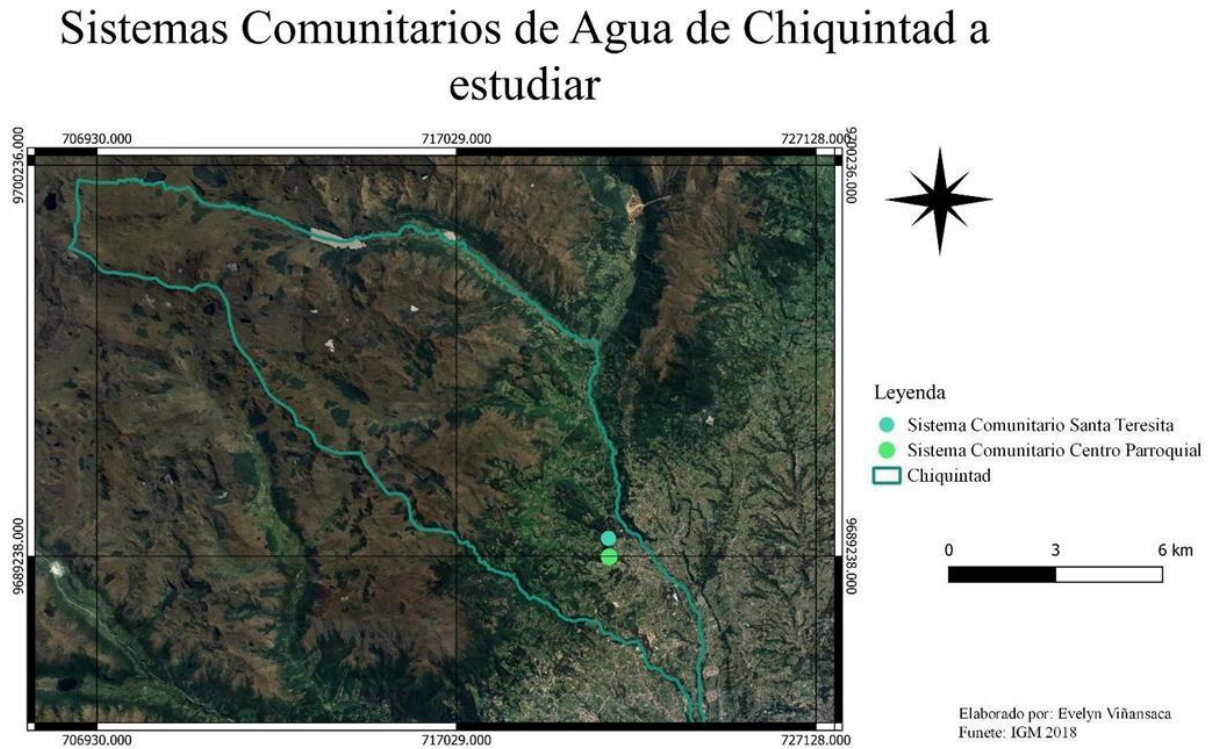 Sistemas Comunitarios de Agua de Chiquintad a
estudiar
706930.000 717029.000 727128.000
9700236.000 9700236.000
Leyenda
Sistema Comunitario Santa Teresita
Sistema Comunitario Centro Parroquial
Chiquintad
9689238.000 9689238.000
0 3 6 km
706930.000 717029.000 727128.000
Elaborado por: Evelyn Viñansaca
Funete: IGM 2018